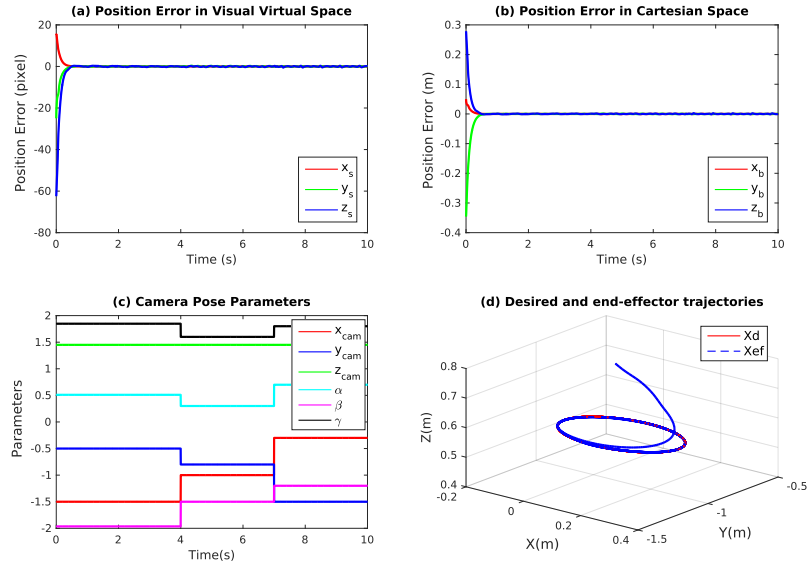 (a) Position Error in Visual Virtual Space
Position Error (pixel)
20
0
-20
-40
-60
-80
x_s
y_s
z_s
0 2 4 6 8 10
Time (s)
(b) Position Error in Cartesian Space
Position Error (m)
0.3
0.2
0.1
0
-0.1
-0.2
-0.3
-0.4
x_b
y_b
z_b
0 2 4 6 8 10
Time (s)
(c) Camera Pose Parameters
Parameters
2
1.5
1
0.5
0
-0.5
-1
-1.5
-2
x_cam
y_cam
z_cam
α
β
γ
0 2 4 6 8 10
Time(s)
(d) Desired and end-effector trajectories
Xd
Xef
Z(m)
0.8
0.7
0.6
0.5
0.4
-0.2 0 0.2 0.4
X(m)
-1.5 -1 -0.5
Y(m)